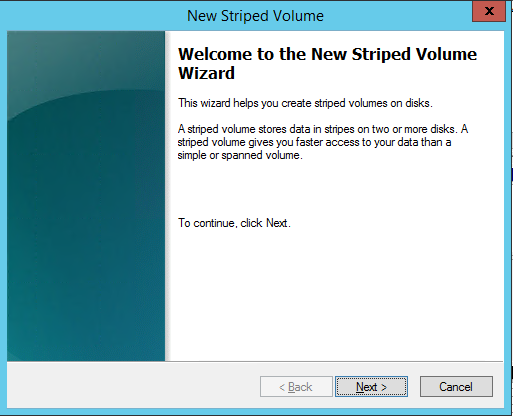 New Striped Volume
x
Welcome to the New Striped Volume
Wizard
This wizard helps you create striped volumes on disks.
A striped volume stores data in stripes on two or more disks. A
striped volume gives you faster access to your data than a
simple or spanned volume.
To continue, click Next.
< Back
Next >
Cancel